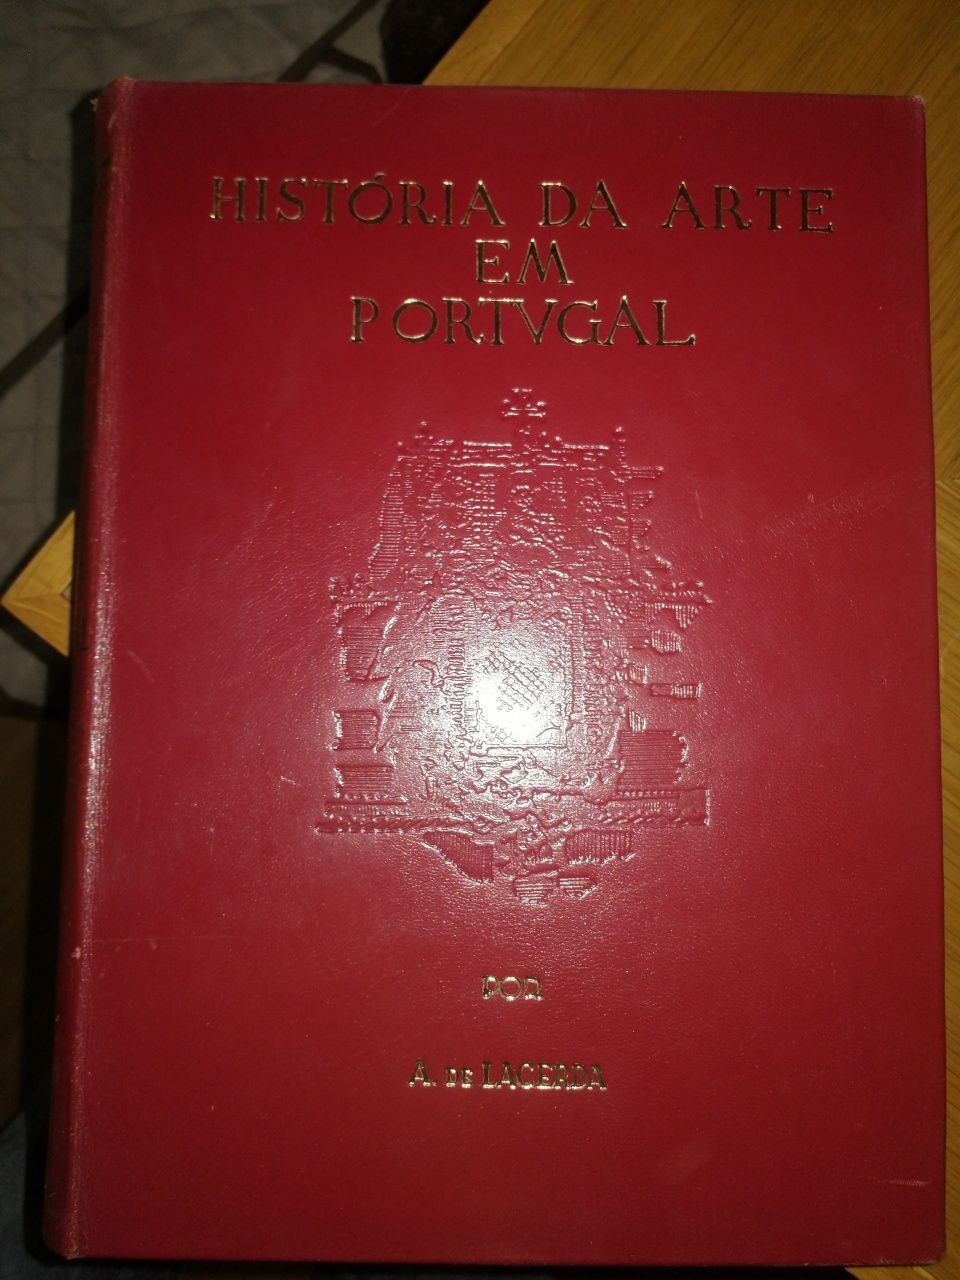 HISTÓRIA DA ARTE
EM
PORTVGAL
POR
A. DE LACERDA